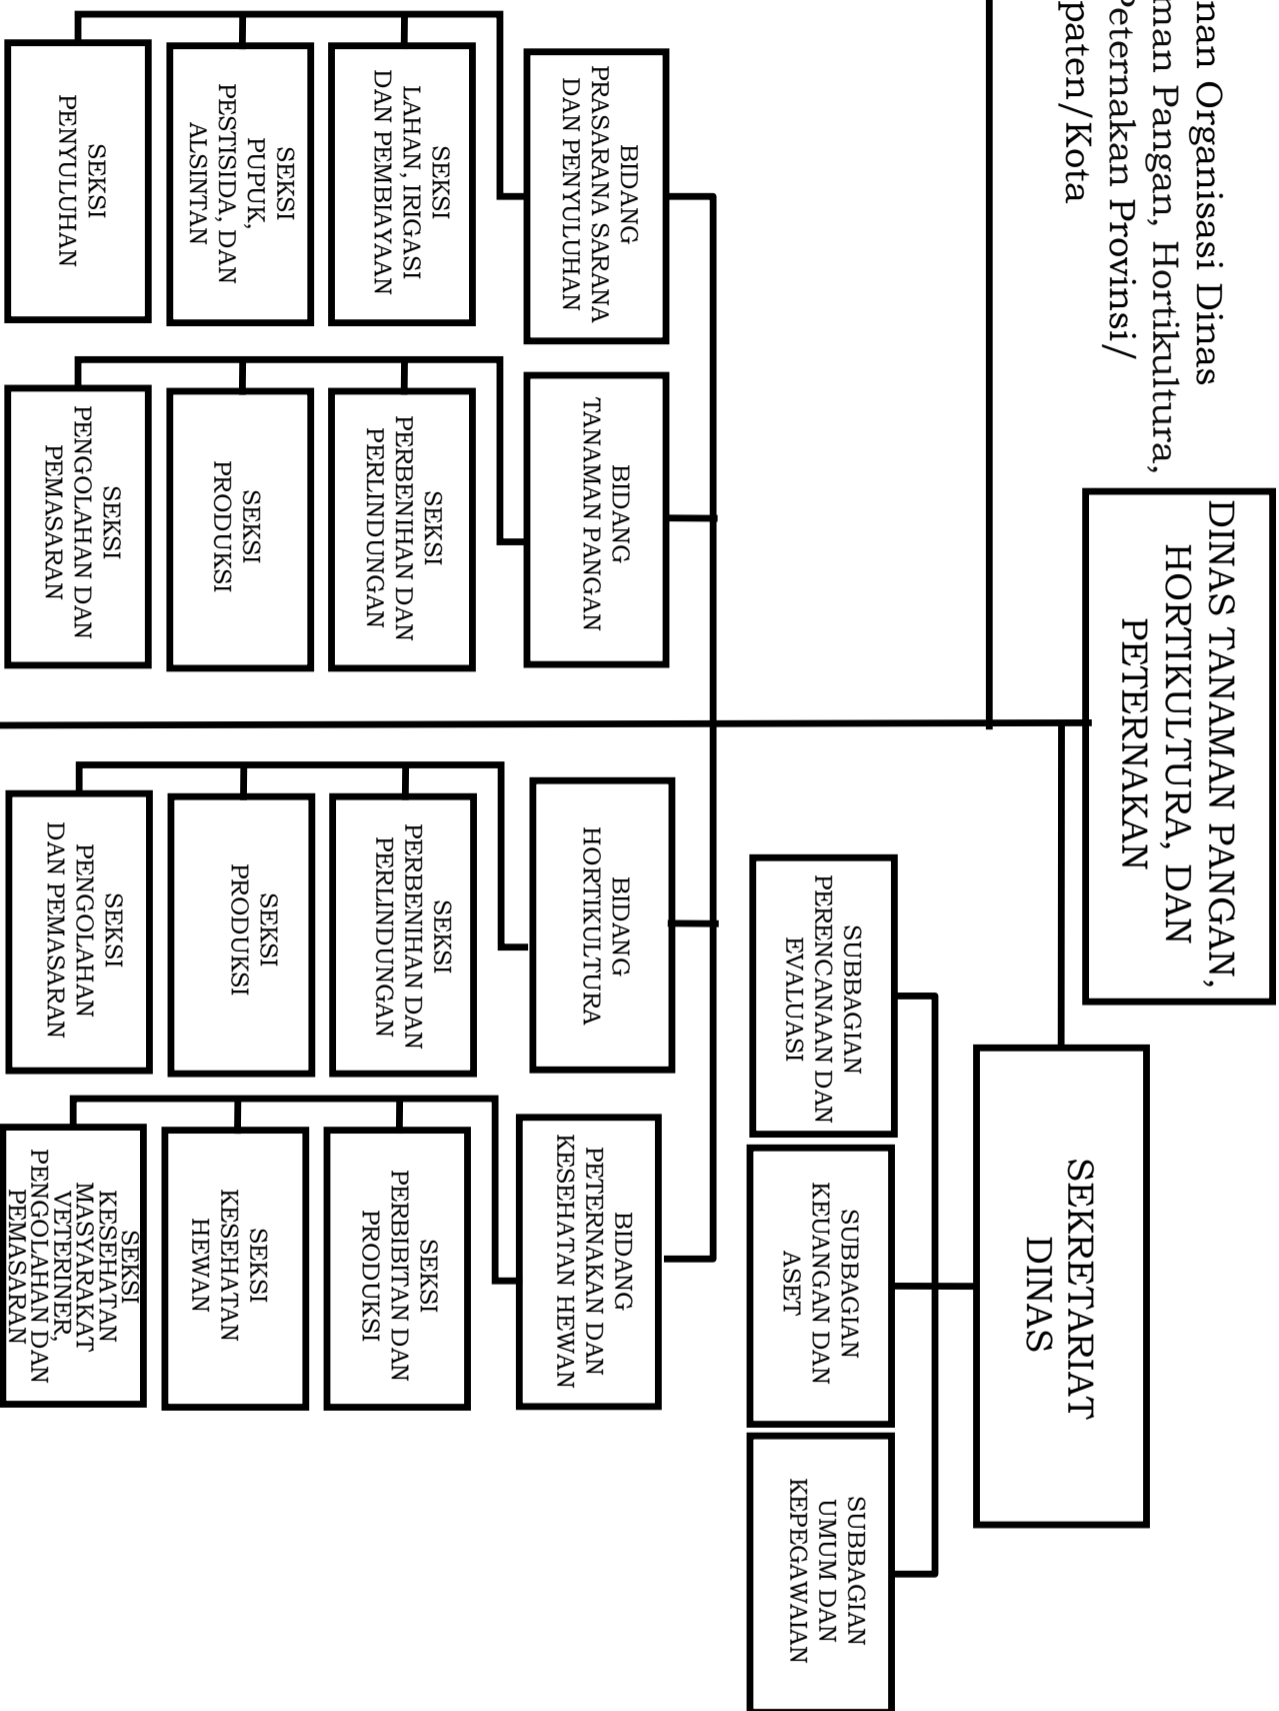 nan Organisasi Dinas
man Pangan, Hortikultura,
Peternakan Provinsi/
paten/Kota
DINAS TANAMAN PANGAN,
HORTIKULTURA, DAN
PETERNAKAN
SEKRETARIAT
DINAS
SUBBAGIAN
PERENCANAAN DAN
EVALUASI
SUBBAGIAN
KEUANGAN DAN
ASET
SUBBAGIAN
UMUM DAN
KEPEGAWAIAN
BIDANG
PRASARANA SARANA
DAN PENYULUHAN
SEKSI
LAHAN, IRIGASI
DAN PEMBIAYAAN
SEKSI
PUPUK,
PESTISIDA, DAN
ALSINTAN
SEKSI
PENYULUHAN
BIDANG
TANAMAN PANGAN
SEKSI
PERBENIHAN DAN
PERLINDUNGAN
SEKSI
PRODUKSI
SEKSI
PENGOLAHAN DAN
PEMASARAN
BIDANG
HORTIKULTURA
SEKSI
PERBENIHAN DAN
PERLINDUNGAN
SEKSI
PRODUKSI
SEKSI
PENGOLAHAN
DAN PEMASARAN
BIDANG
PETERNAKAN DAN
KESEHATAN HEWAN
SEKSI
PERBIBITAN DAN
PRODUKSI
SEKSI
KESEHATAN
HEWAN
SEKSI
KESEHATAN
MASYARAKAT
VETERINER,
PENGOLAHAN DAN
PEMASARAN